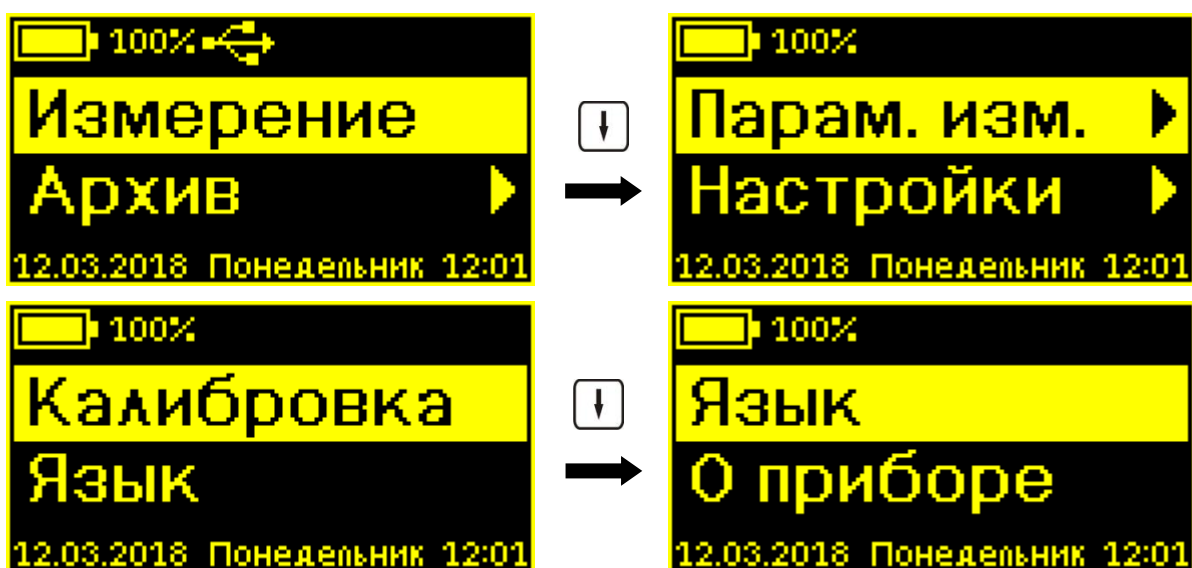 100%
Измерение
Архив
12.03.2018 Понедельник 12:01
100%
Парам. изм.
Настройки
12.03.2018 Понедельник 12:01
100%
Калибровка
Язык
12.03.2018 Понедельник 12:01
100%
Язык
О приборе
12.03.2018 Понедельник 12:01